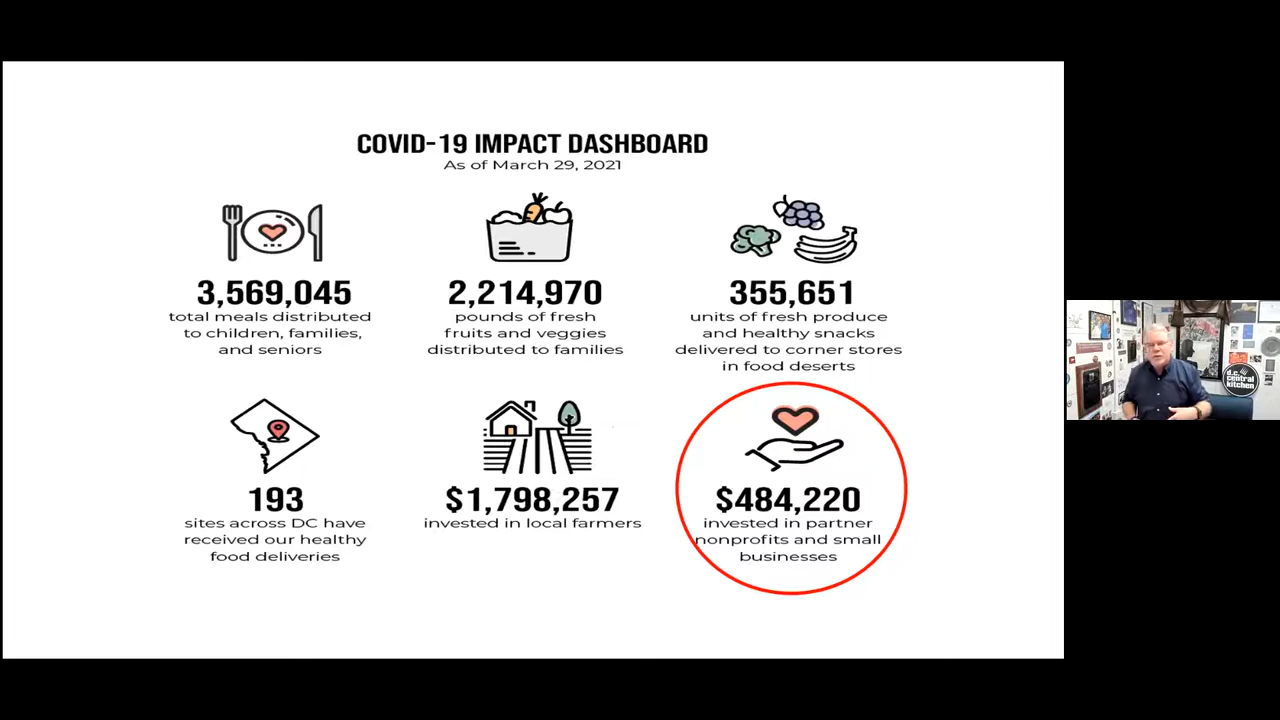 COVID-19 IMPACT DASHBOARD
As of March 29, 2021
3,569,045
total meals distributed
to children, families,
and seniors
2,214,970
pounds of fresh
fruits and veggies
distributed to families
355,651
units of fresh produce
and healthy snacks
delivered to corner stores
in food deserts
193
sites across DC have
received our healthy
food deliveries
$1,798,257
invested in local farmers
$484,220
invested in partner
nonprofits and small
businesses
d.c.
central
kitchen